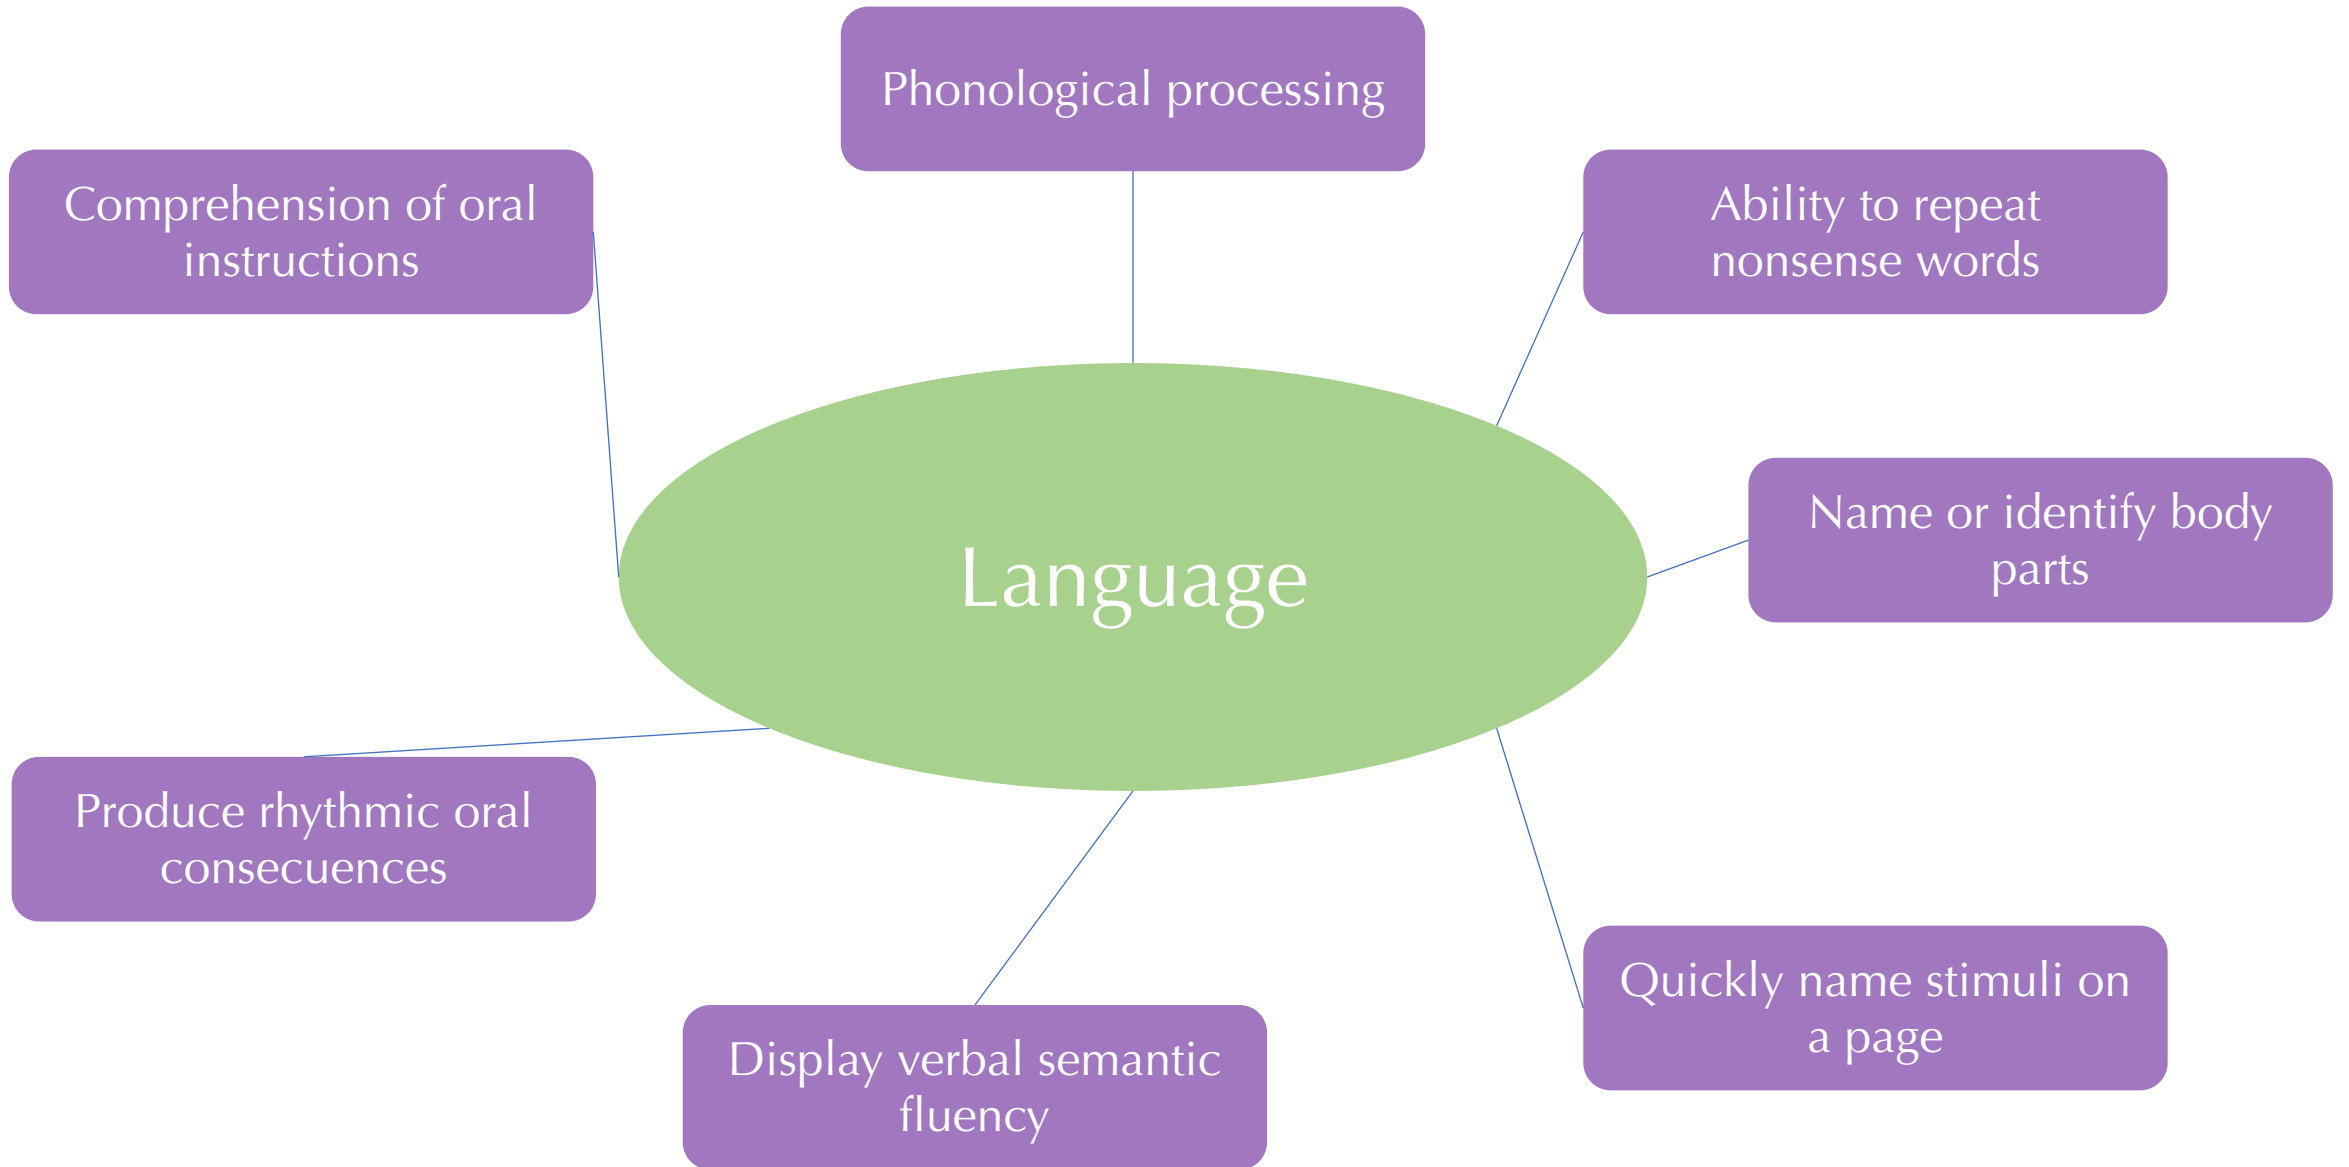 Phonological processing
Comprehension of oral
instructions
Ability to repeat
nonsense words
Name or identify body
parts
Language
Produce rhythmic oral
consecuences
Quickly name stimuli on
a page
Display verbal semantic
fluency